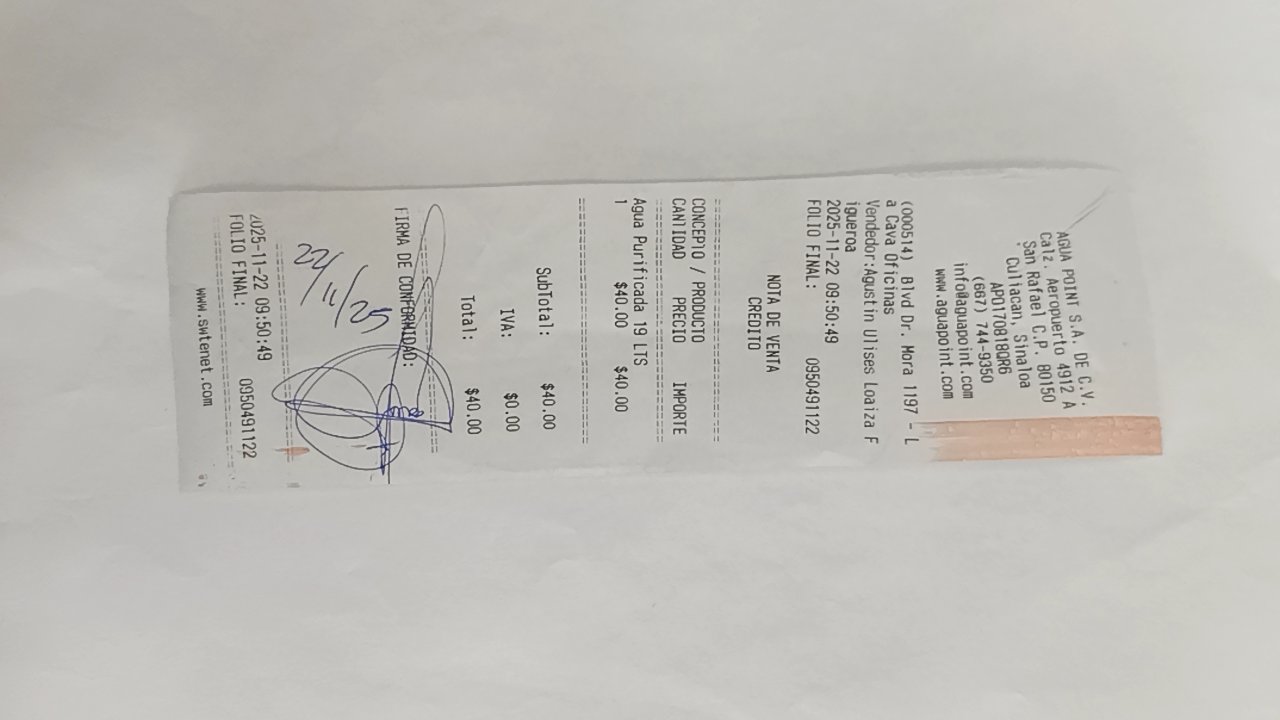 AGUA POINT S.A. DE C.V.
Calz. Aeropuerto 4912 A
San Rafael C.P. 80150
Culiacan, Sinaloa
APO170818QR6
(667) 744-9350
info@aguapoint.com
www.aguapoint.com
(000514) Blvd Dr. Mora 1197 - L
a Cava Oficinas
Vendedor:Agustin Ulises Loaiza F
igueroa
2025-11-22 09:50:49
FOLIO FINAL: 0950491122
NOTA DE VENTA
CREDITO
================================
CONCEPTO / PRODUCTO
CANTIDAD PRECIO IMPORTE
================================
Agua Purificada 19 LTS
1 $40.00 $40.00
================================
SubTotal: $40.00
IVA: $0.00
Total: $40.00
================================
FIRMA DE CONFORMIDAD:
22/11/25
================================
2025-11-22 09:50:49
FOLIO FINAL: 0950491122
================================
www.swtenet.com